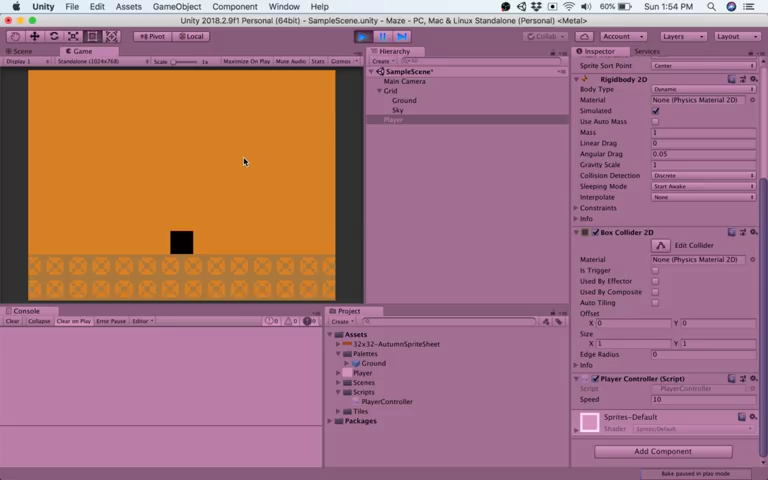 Unity File Edit Assets GameObject Component Window Help 60% Sun 1:54 PM
Unity 2018.2.9f1 Personal (64bit) - SampleScene.unity - Maze - PC, Mac & Linux Standalone (Personal) <Metal>
Pivot Local Collab Account Layers Layout
Scene Game Hierarchy Inspector Services
Display 1 Standalone (1024x768) Scale 1x Maximize On Play Mute Audio Stats Gizmos Create
SampleScene*
Main Camera
Grid
Ground
Sky
Player
Sprite Sort Point Center
Rigidbody 2D
Body Type Dynamic
Material None (Physics Material 2D)
Simulated
Use Auto Mass
Mass 1
Linear Drag 0
Angular Drag 0.05
Gravity Scale 1
Collision Detection Discrete
Sleeping Mode Start Awake
Interpolate None
Constraints
Info
Box Collider 2D
Edit Collider
Material None (Physics Material 2D)
Is Trigger
Used By Effector
Used By Composite
Auto Tiling
Offset
X 0 Y 0
Size
X 1 Y 1
Edge Radius 0
Info
Player Controller (Script)
Script PlayerController
Speed 10
Sprites-Default
Shader Sprites/Default
Add Component
Bake paused in play mode
Console
Clear Collapse Clear on Play Error Pause Editor 0 0 0
Project
Create
Assets
32x32-AutumnSpriteSheet
Palettes
Ground
Player
Scenes
Scripts
PlayerController
Tiles
Packages